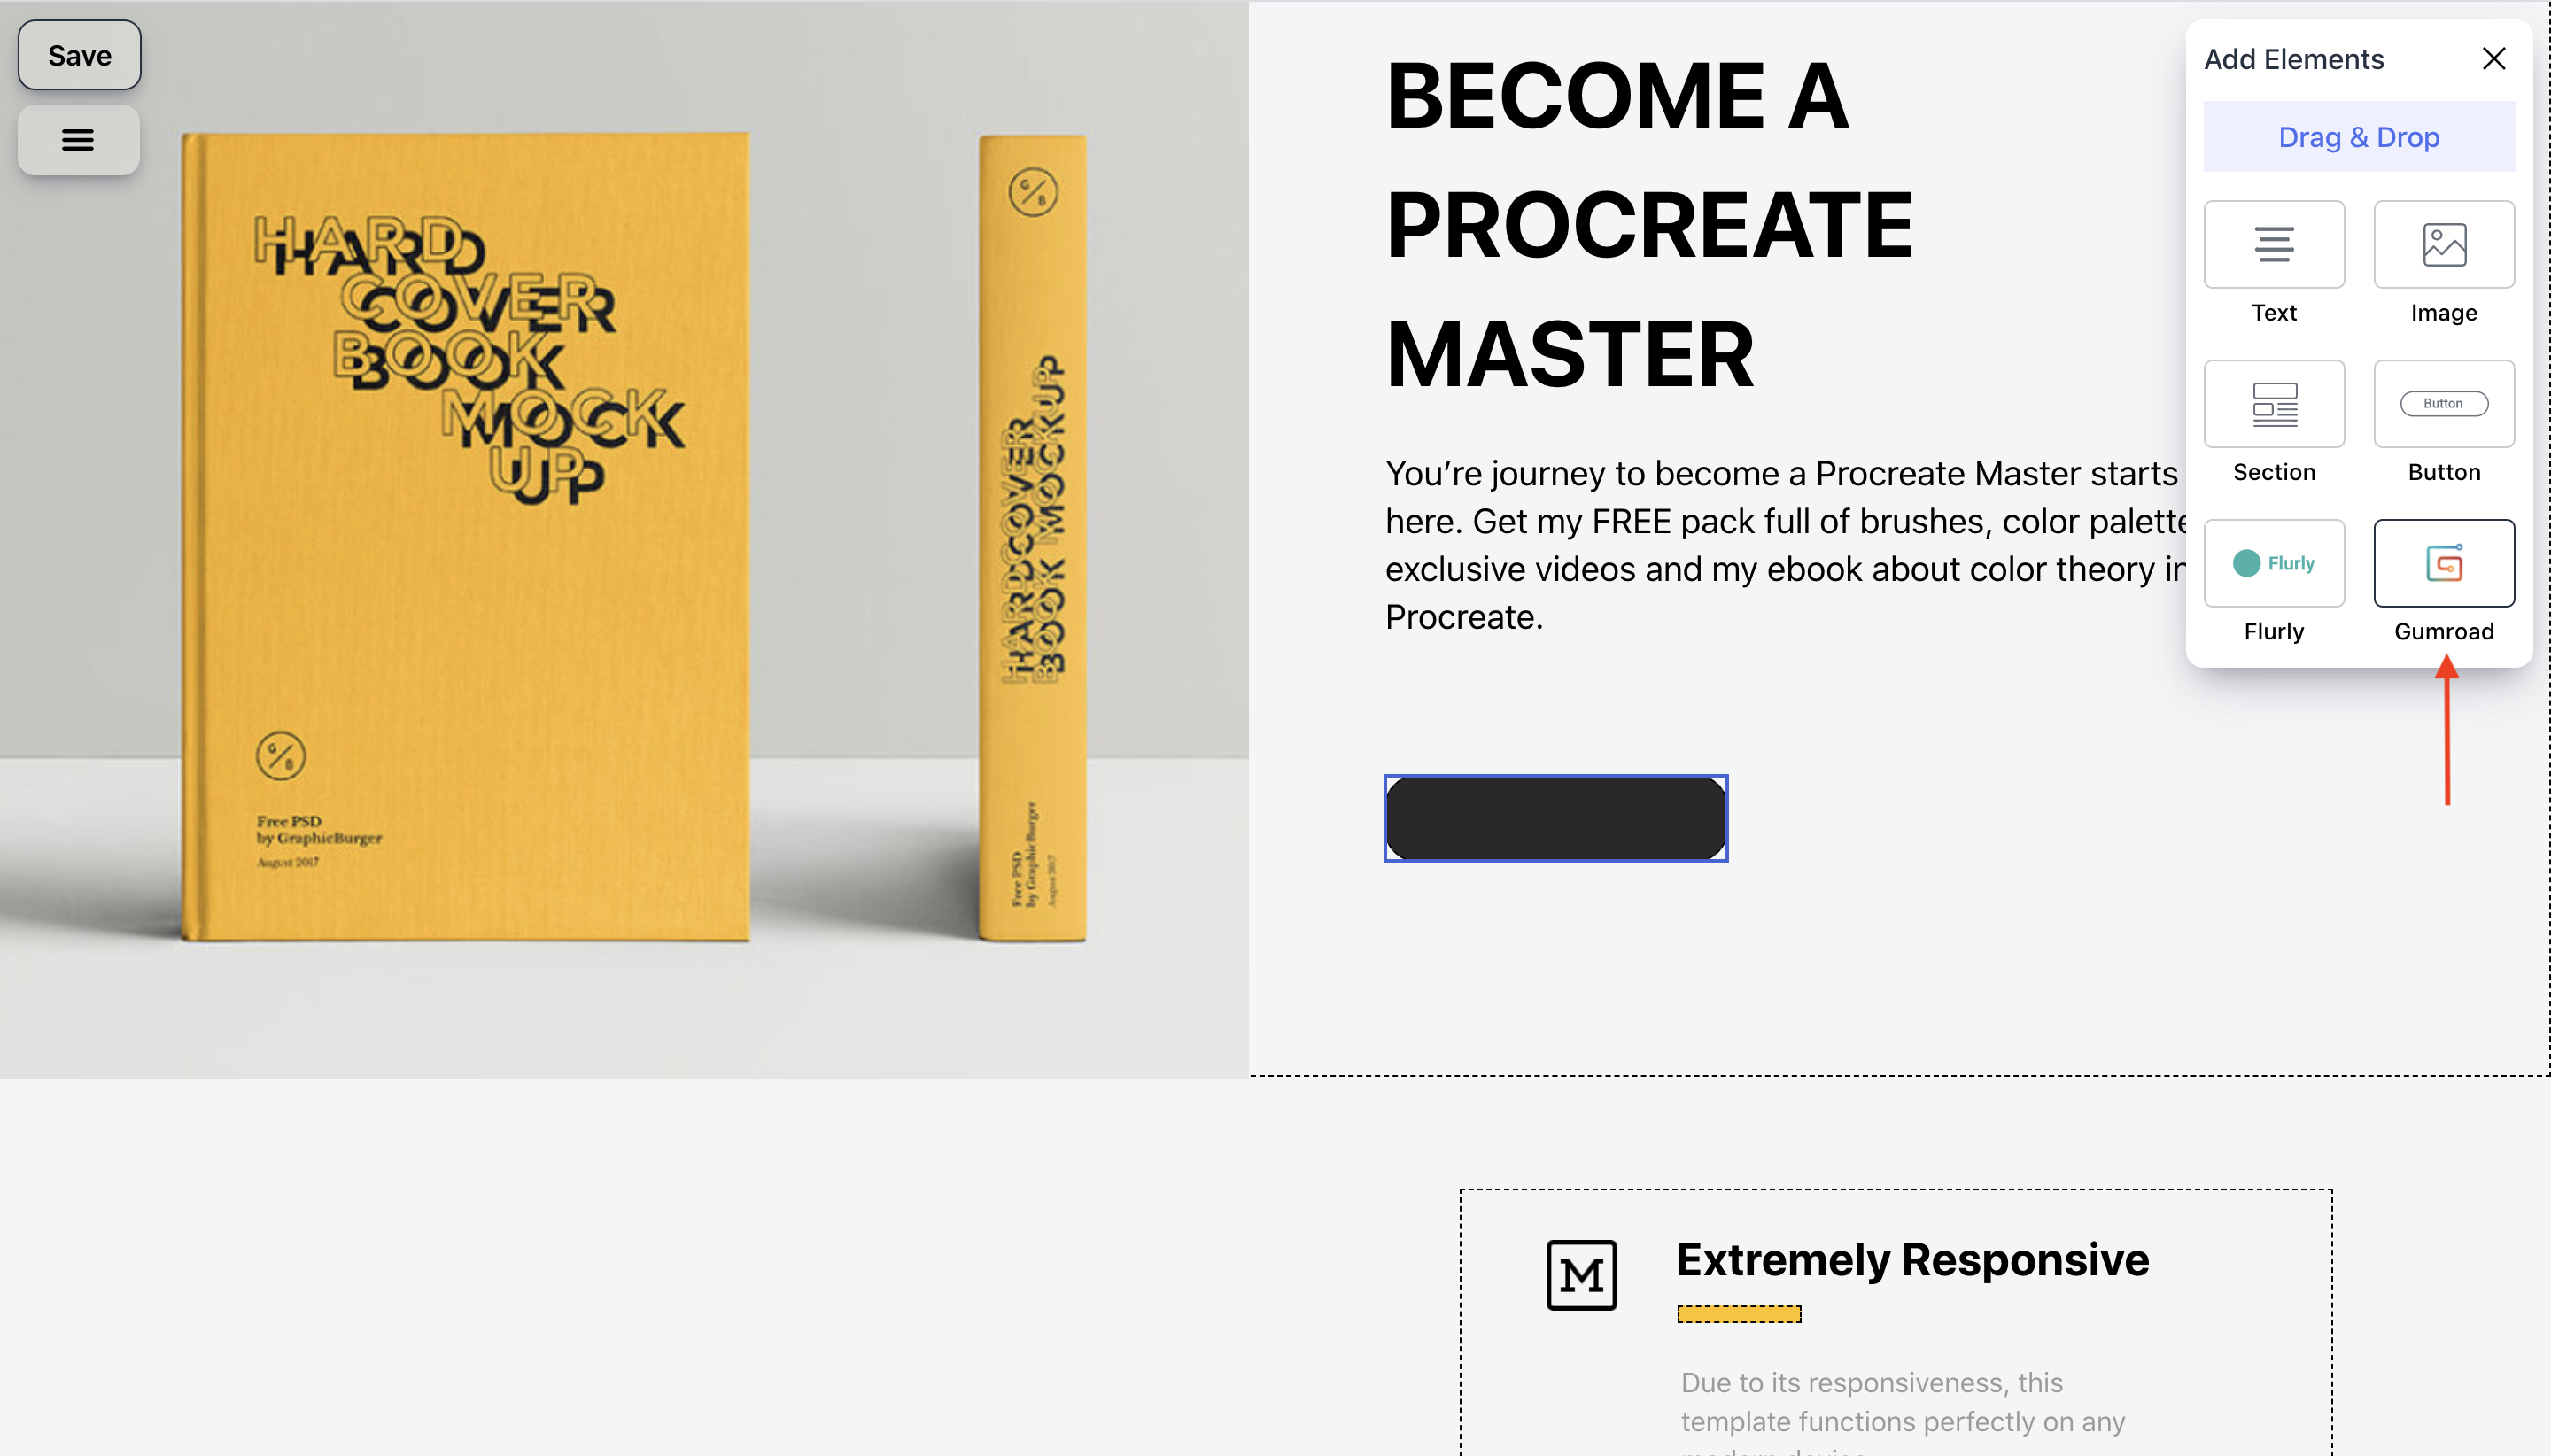 Save
HARD
COVER
BOOK
MOCK
UP
G/B
Free PSD
by GraphicBurger
August 2017
G/B
HARDCOVER
BOOK MOCKUP
Free PSD
by GraphicBurger
August 2017
BECOME A
PROCREATE
MASTER
You’re journey to become a Procreate Master starts
here. Get my FREE pack full of brushes, color palette
exclusive videos and my ebook about color theory in
Procreate.
Add Elements
Drag & Drop
Text
Image
Button
Section
Button
Flurly
Flurly
Gumroad
M
Extremely Responsive
Due to its responsiveness, this
template functions perfectly on any